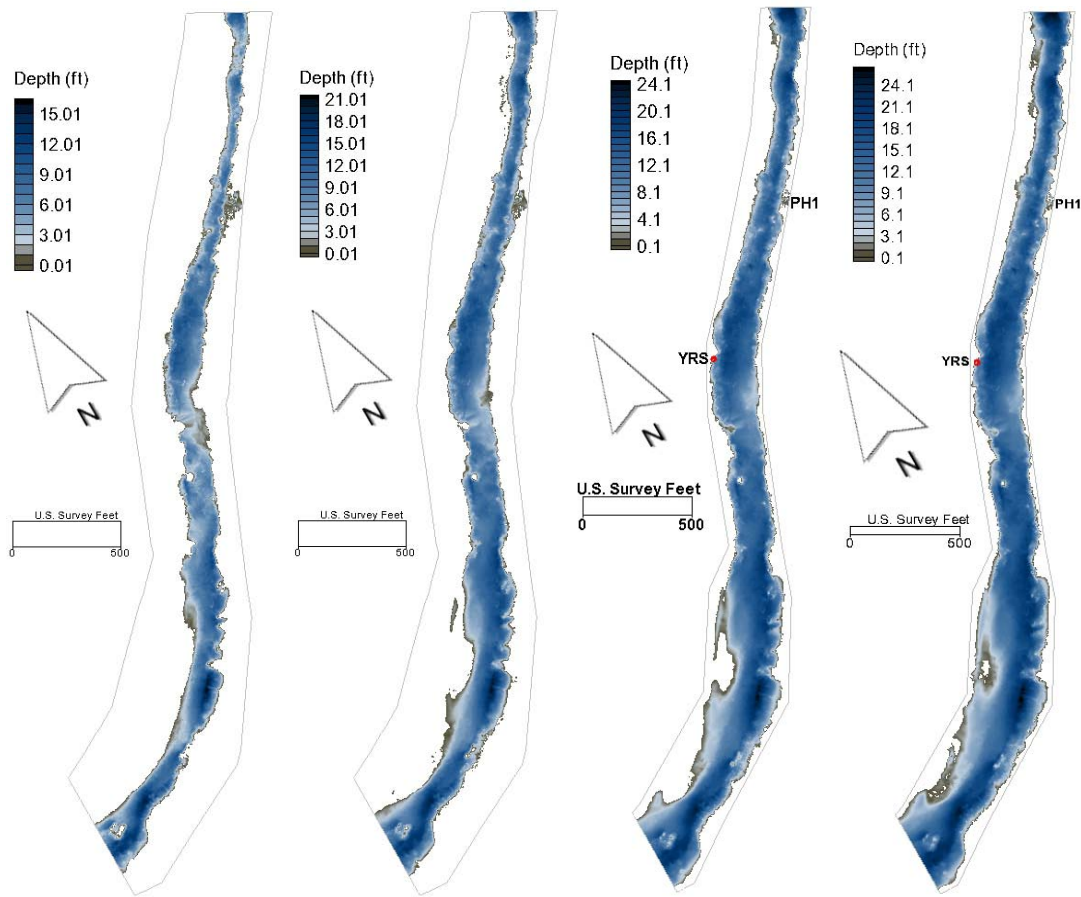 Depth (ft)
15.01
12.01
9.01
6.01
3.01
0.01
N
U.S. Survey Feet
0 500
Depth (ft)
21.01
18.01
15.01
12.01
9.01
6.01
3.01
0.01
N
U.S. Survey Feet
0 500
Depth (ft)
24.1
20.1
16.1
12.1
8.1
4.1
0.1
PH1
YRS
N
U.S. Survey Feet
0 500
Depth (ft)
24.1
21.1
18.1
15.1
12.1
9.1
6.1
3.1
0.1
PH1
YRS
N
U.S. Survey Feet
0 500